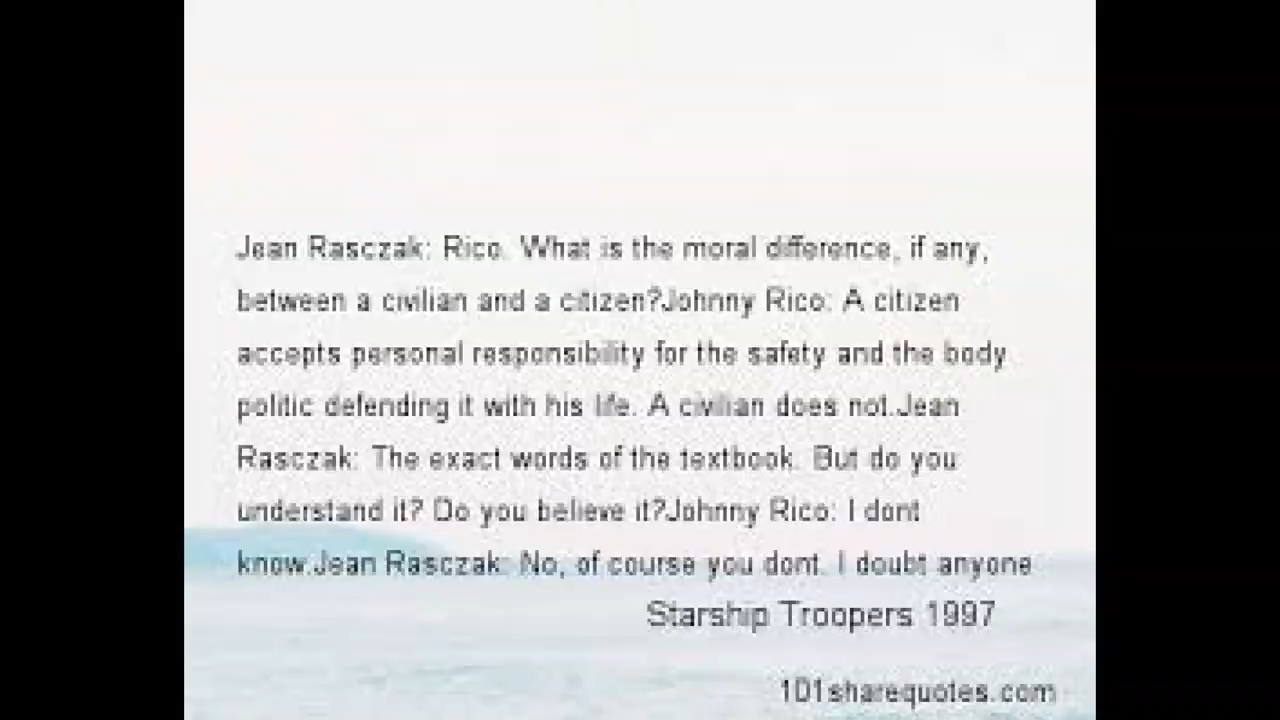 Jean Rasczak: Rico. What is the moral difference, if any,
between a civilian and a citizen?Johnny Rico: A citizen
accepts personal responsibility for the safety and the body
politic defending it with his life. A civilian does not.Jean
Rasczak: The exact words of the textbook. But do you
understand it? Do you believe it?Johnny Rico: I dont
know.Jean Rasczak: No, of course you dont. I doubt anyone
Starship Troopers 1997
101sharequotes.com